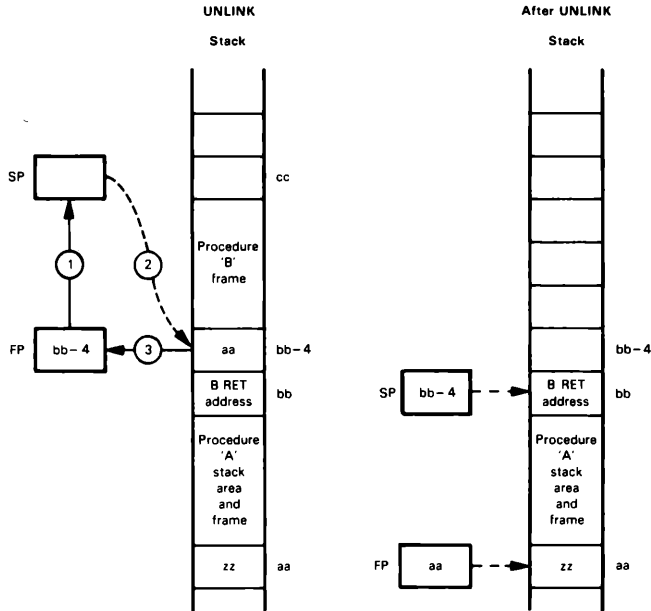 UNLINK
Stack
SP
cc
Procedure
'B'
frame
1
2
FP
bb-4
3
aa
bb-4
B RET
address
bb
Procedure
'A'
stack
area
and
frame
zz
aa
After UNLINK
Stack
bb-4
SP
bb-4
B RET
address
bb
Procedure
'A'
stack
area
and
frame
FP
aa
zz
aa